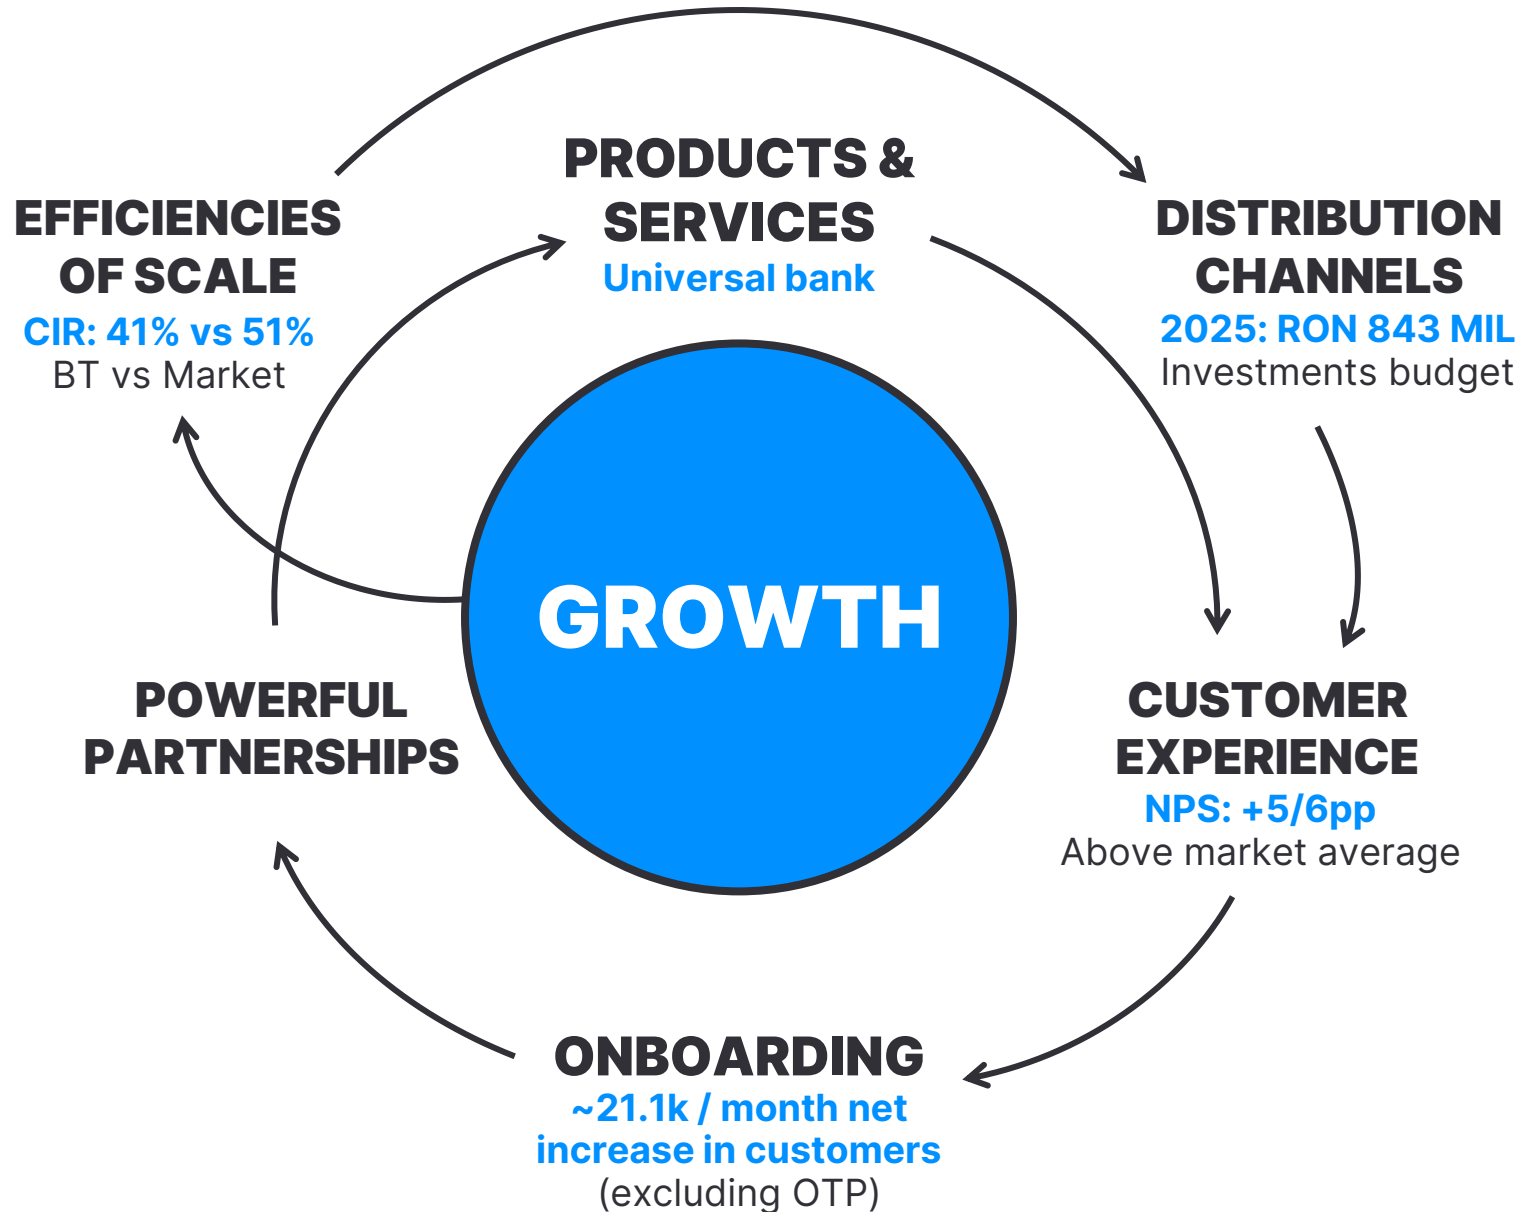 PRODUCTS &
SERVICES
Universal bank
EFFICIENCIES
OF SCALE
CIR: 41% vs 51%
BT vs Market
DISTRIBUTION
CHANNELS
2025: RON 843 MIL
Investments budget
GROWTH
POWERFUL
PARTNERSHIPS
CUSTOMER
EXPERIENCE
NPS: +5/6pp
Above market average
ONBOARDING
~21.1k / month net
increase in customers
(excluding OTP)